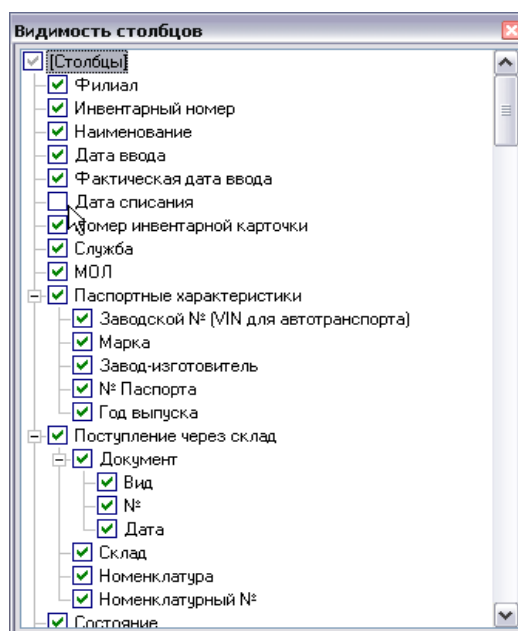 Видимость столбцов
[Столбцы]
Филиал
Инвентарный номер
Наименование
Дата ввода
Фактическая дата ввода
Дата списания
Номер инвентарной карточки
Служба
МОЛ
Паспортные характеристики
Заводской № (VIN для автотранспорта)
Марка
Завод-изготовитель
№ Паспорта
Год выпуска
Поступление через склад
Документ
Вид
№
Дата
Склад
Номенклатура
Номенклатурный №
Состояние